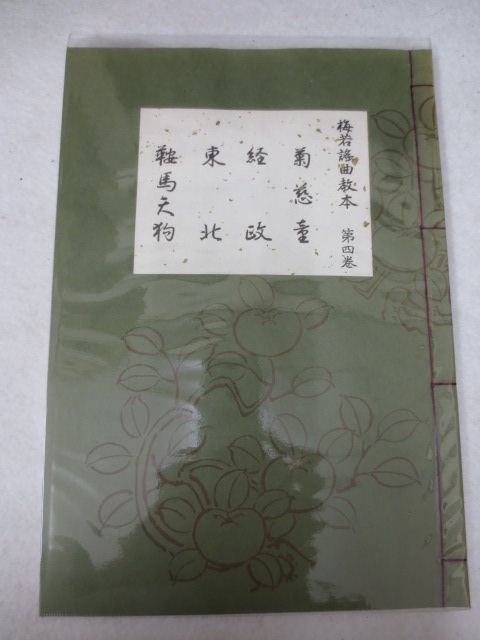 梅若謡曲教本 第四巻
菊慈童
経政
東北
鞍馬天狗